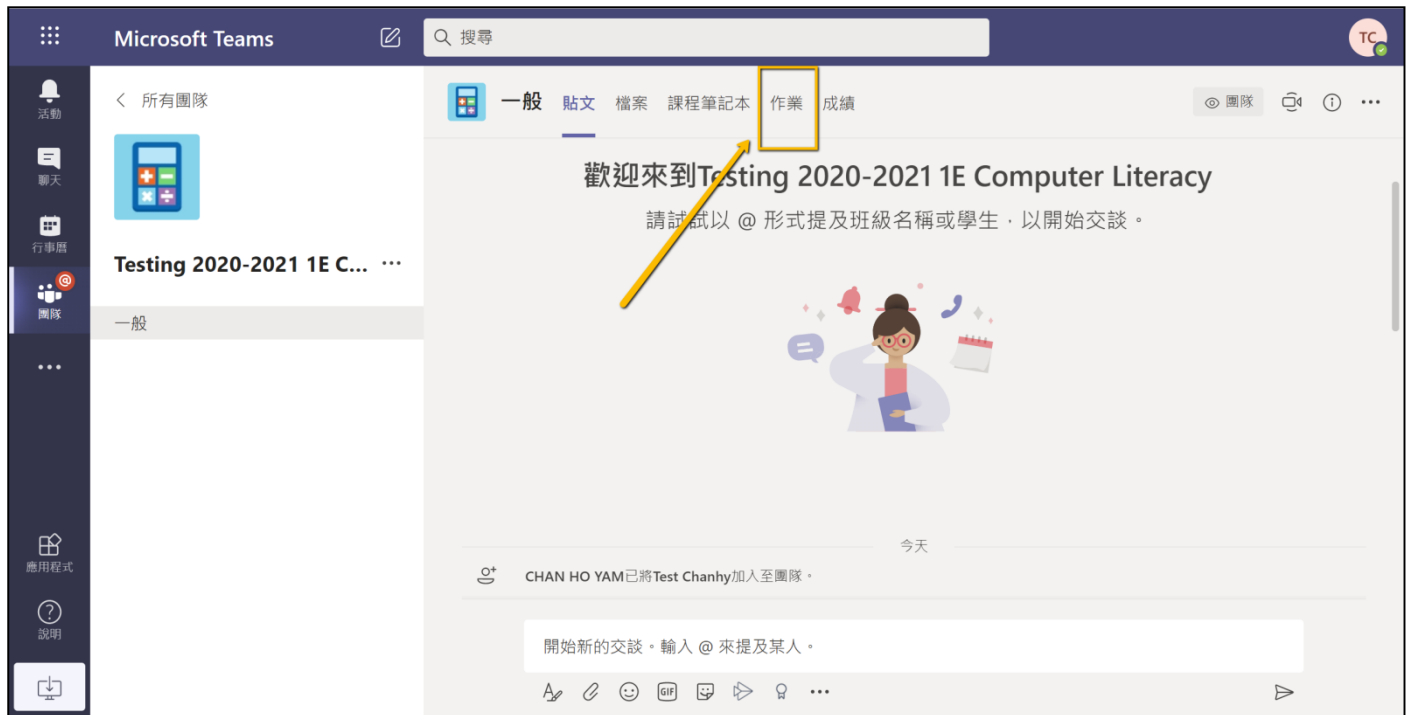 Microsoft Teams
搜尋
TC
活動
聊天
行事曆
@
團隊
應用程式
說明
所有團隊
Testing 2020-2021 1E C... ...
一般
一般 貼文 檔案 課程筆記本 作業 成績
團隊
歡迎來到Testing 2020-2021 1E Computer Literacy
請試試以 @ 形式提及班級名稱或學生，以開始交談。
今天
CHAN HO YAM已將Test Chanhy加入至團隊。
開始新的交談。輸入 @ 來提及某人。
GIF